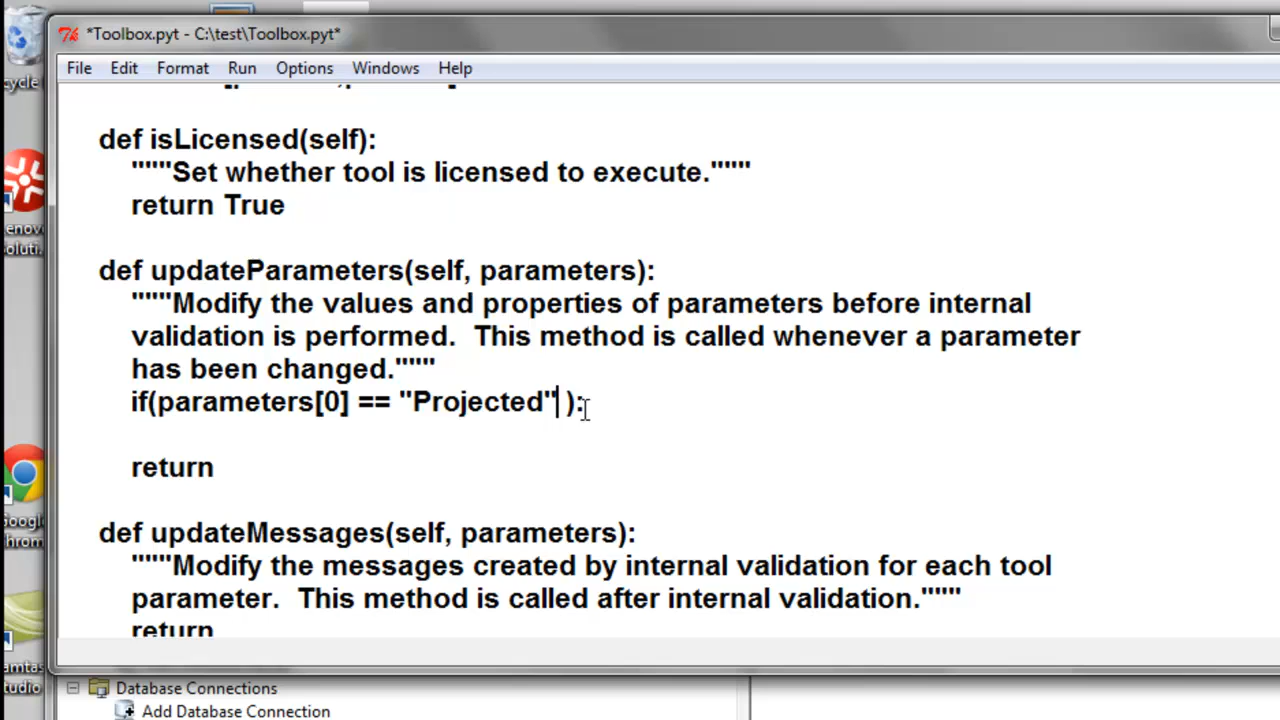 *Toolbox.pyt - C:\test\Toolbox.pyt*
File Edit Format Run Options Windows Help
def isLicensed(self):
"""Set whether tool is licensed to execute."""
return True
def updateParameters(self, parameters):
"""Modify the values and properties of parameters before internal
validation is performed.  This method is called whenever a parameter
has been changed."""
if(parameters[0] == "Projected" ):
return
def updateMessages(self, parameters):
"""Modify the messages created by internal validation for each tool
parameter.  This method is called after internal validation."""
return
Database Connections
Add Database Connection